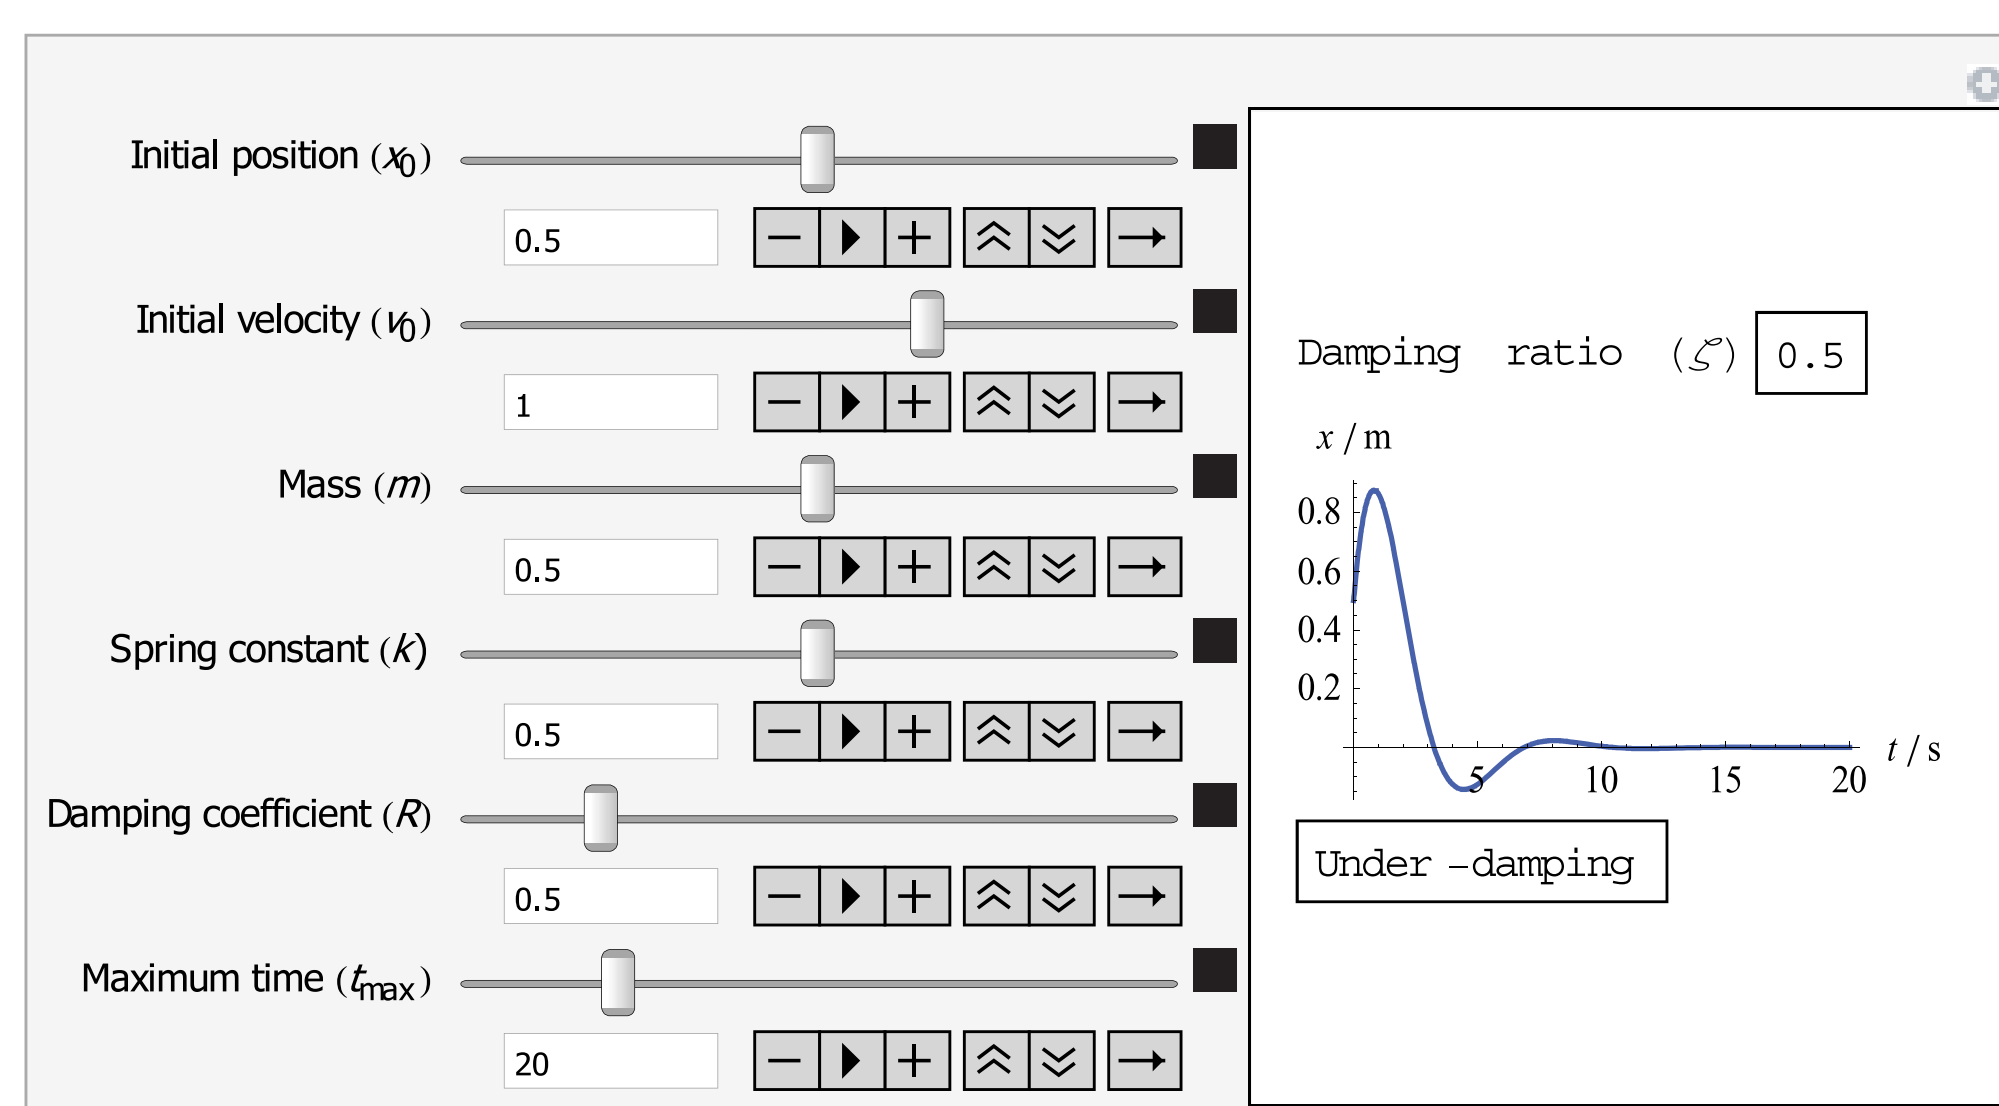 Initial position (x₀)
0.5
Initial velocity (v₀)
1
Mass (m)
0.5
Spring constant (k)
0.5
Damping coefficient (R)
0.5
Maximum time (tₘₐₓ)
20
Damping ratio (ζ) 0.5
x / m
0.8
0.6
0.4
0.2
5 10 15 20
t / s
Under-damping